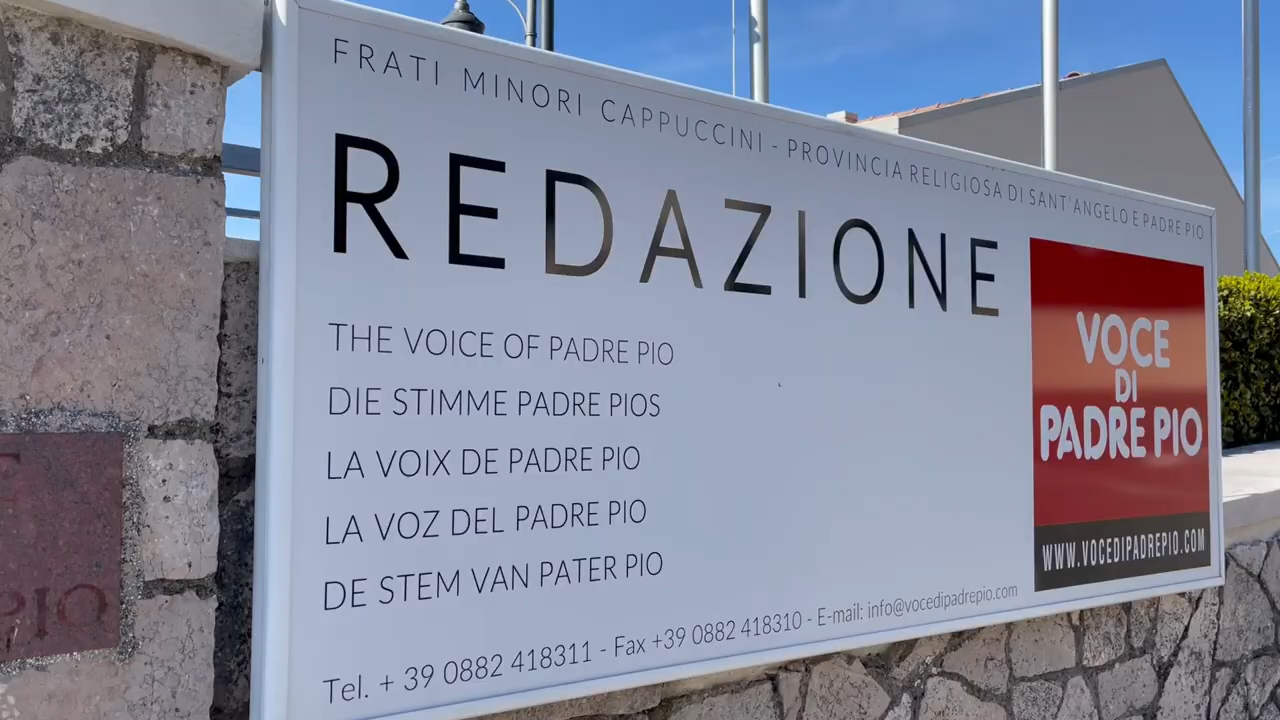 FRATI MINORI CAPPUCCINI - PROVINCIA RELIGIOSA DI SANT'ANGELO E PADRE PIO
REDAZIONE
THE VOICE OF PADRE PIO
DIE STIMME PADRE PIOS
LA VOIX DE PADRE PIO
LA VOZ DEL PADRE PIO
DE STEM VAN PATER PIO
Tel. + 39 0882 418311 - Fax +39 0882 418310 - E-mail: info@vocedipadrepio.com
VOCE
DI
PADRE PIO
WWW.VOCEDIPADREPIO.COM
PIO